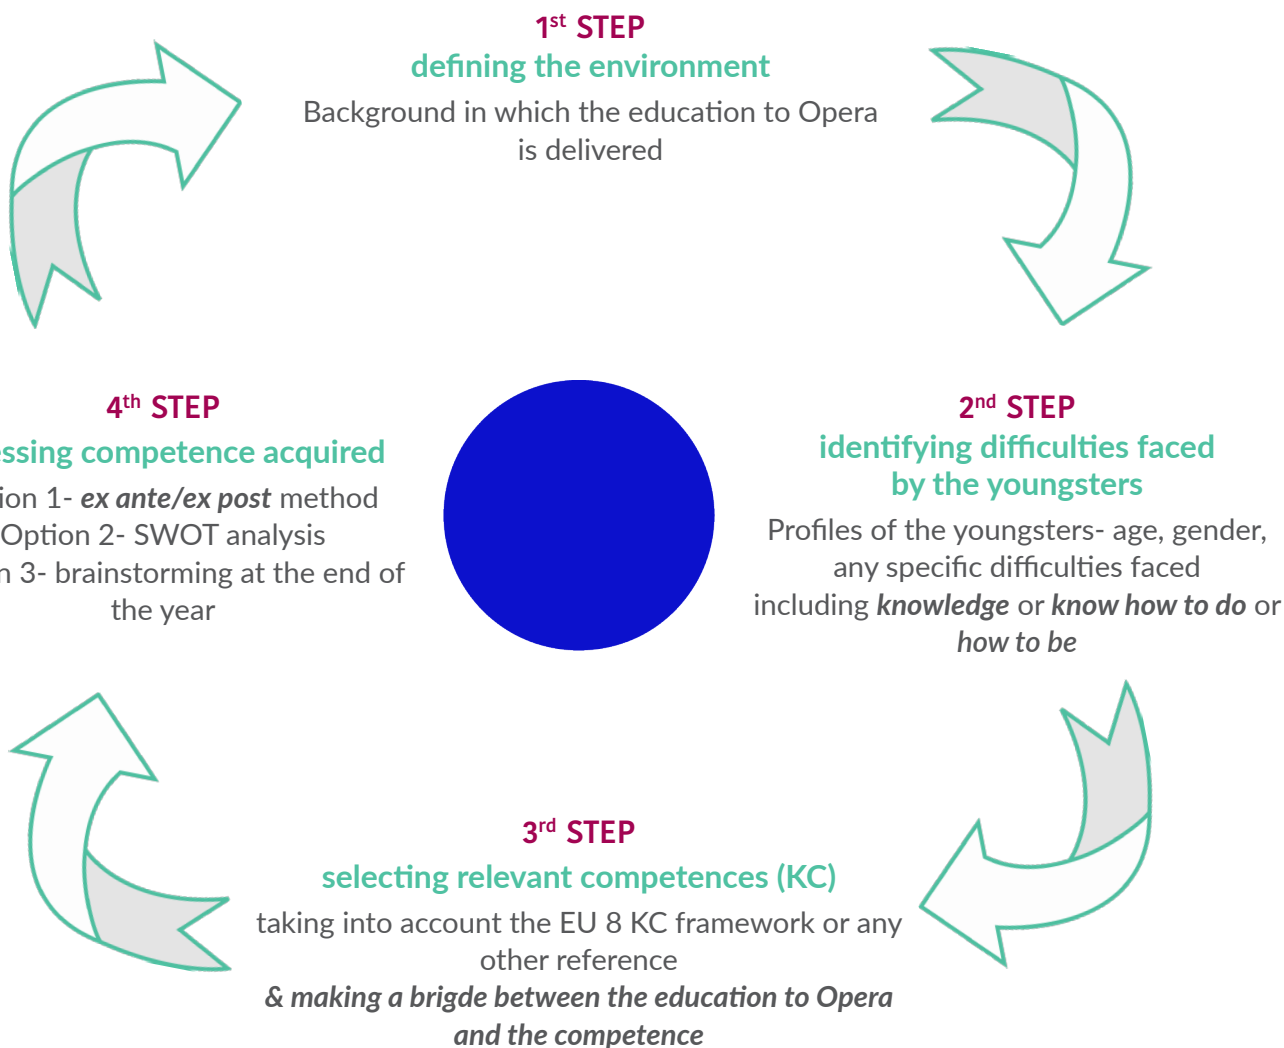 1st STEP
defining the environment
Background in which the education to Opera
is delivered
2nd STEP
identifying difficulties faced
by the youngsters
Profiles of the youngsters- age, gender,
any specific difficulties faced
including knowledge or know how to do or
how to be
3rd STEP
selecting relevant competences (KC)
taking into account the EU 8 KC framework or any
other reference
& making a brigde between the education to Opera
and the competence
4th STEP
competence acquired
1- ex ante/ex post method
Option 2- SWOT analysis
3- brainstorming at the end of
the year